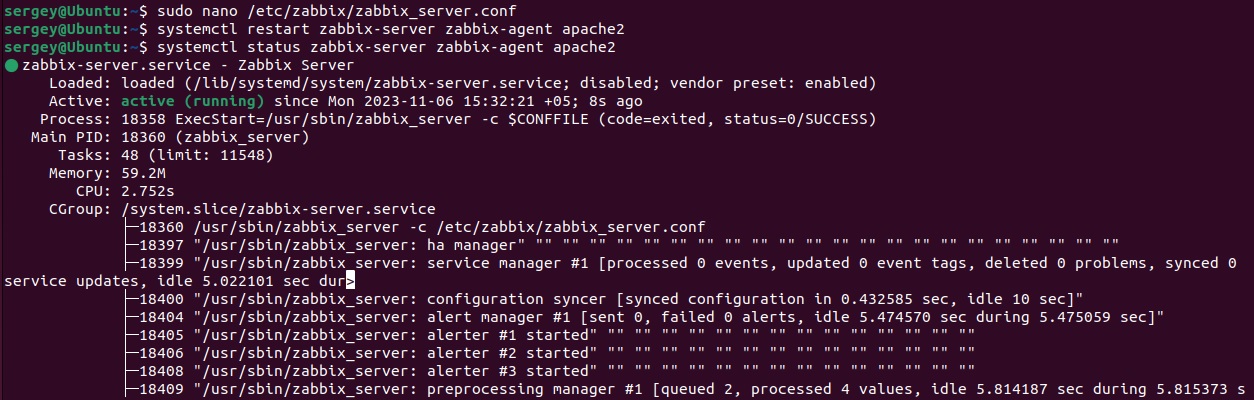 sergey@Ubuntu:~$ sudo nano /etc/zabbix/zabbix_server.conf
sergey@Ubuntu:~$ systemctl restart zabbix-server zabbix-agent apache2
sergey@Ubuntu:~$ systemctl status zabbix-server zabbix-agent apache2
● zabbix-server.service - Zabbix Server
     Loaded: loaded (/lib/systemd/system/zabbix-server.service; disabled; vendor preset: enabled)
     Active: active (running) since Mon 2023-11-06 15:32:21 +05; 8s ago
    Process: 18358 ExecStart=/usr/sbin/zabbix_server -c $CONFFILE (code=exited, status=0/SUCCESS)
   Main PID: 18360 (zabbix_server)
      Tasks: 48 (limit: 11548)
     Memory: 59.2M
        CPU: 2.752s
     CGroup: /system.slice/zabbix-server.service
             ├─18360 /usr/sbin/zabbix_server -c /etc/zabbix/zabbix_server.conf
             ├─18397 "/usr/sbin/zabbix_server: ha manager" "" "" "" "" "" "" "" "" "" "" "" "" "" "" "" "" "" "" "" "" "" ""
             ├─18399 "/usr/sbin/zabbix_server: service manager #1 [processed 0 events, updated 0 event tags, deleted 0 problems, synced 0
service updates, idle 5.022101 sec dur>
             ├─18400 "/usr/sbin/zabbix_server: configuration syncer [synced configuration in 0.432585 sec, idle 10 sec]"
             ├─18404 "/usr/sbin/zabbix_server: alert manager #1 [sent 0, failed 0 alerts, idle 5.474570 sec during 5.475059 sec]"
             ├─18405 "/usr/sbin/zabbix_server: alerter #1 started" "" "" "" "" "" "" "" "" "" "" "" "" "" ""
             ├─18406 "/usr/sbin/zabbix_server: alerter #2 started" "" "" "" "" "" "" "" "" "" "" "" "" "" ""
             ├─18408 "/usr/sbin/zabbix_server: alerter #3 started" "" "" "" "" "" "" "" "" "" "" "" "" "" ""
             ├─18409 "/usr/sbin/zabbix_server: preprocessing manager #1 [queued 2, processed 4 values, idle 5.814187 sec during 5.815373 s